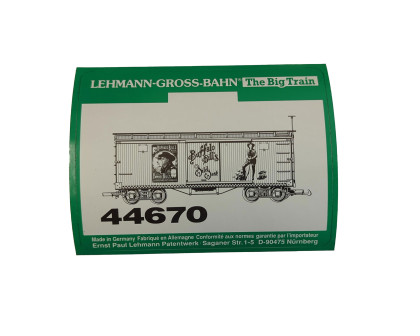 LEHMANN-GROSS-BAHN® The Big Train
Buffalo
Bill's
44670
Made in Germany Fabriqué en Allemagne Conformité aux normes garantie par l'importateur
Ernst Paul Lehmann Patentwerk Saganer Str. 1-5 D-90475 Nürnberg